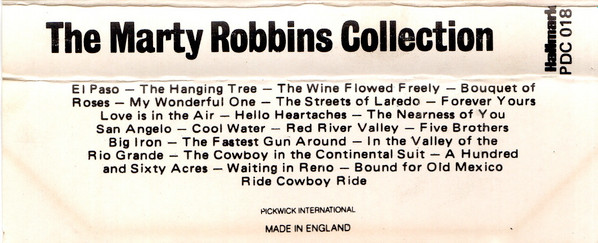 The Marty Robbins Collection
Hallmark
PDC 018
El Paso — The Hanging Tree — The Wine Flowed Freely — Bouquet of
Roses — My Wonderful One — The Streets of Laredo — Forever Yours
Love is in the Air — Hello Heartaches — The Nearness of You
San Angelo — Cool Water — Red River Valley — Five Brothers
Big Iron — The Fastest Gun Around — In the Valley of the
Rio Grande — The Cowboy in the Continental Suit — A Hundred
and Sixty Acres — Waiting in Reno — Bound for Old Mexico
Ride Cowboy Ride
PICKWICK INTERNATIONAL
MADE IN ENGLAND